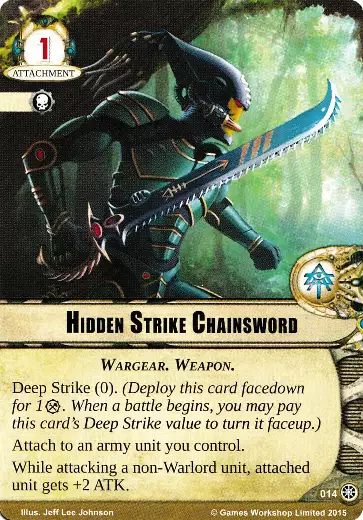 1
ATTACHMENT
HIDDEN STRIKE CHAINSWORD
WARGEAR. WEAPON.
Deep Strike (0). (Deploy this card facedown
for 1. When a battle begins, you may pay
this card's Deep Strike value to turn it faceup.)
Attach to an army unit you control.
While attacking a non-Warlord unit, attached
unit gets +2 ATK.
014
Illus. Jeff Lee Johnson
© Games Workshop Limited 2015